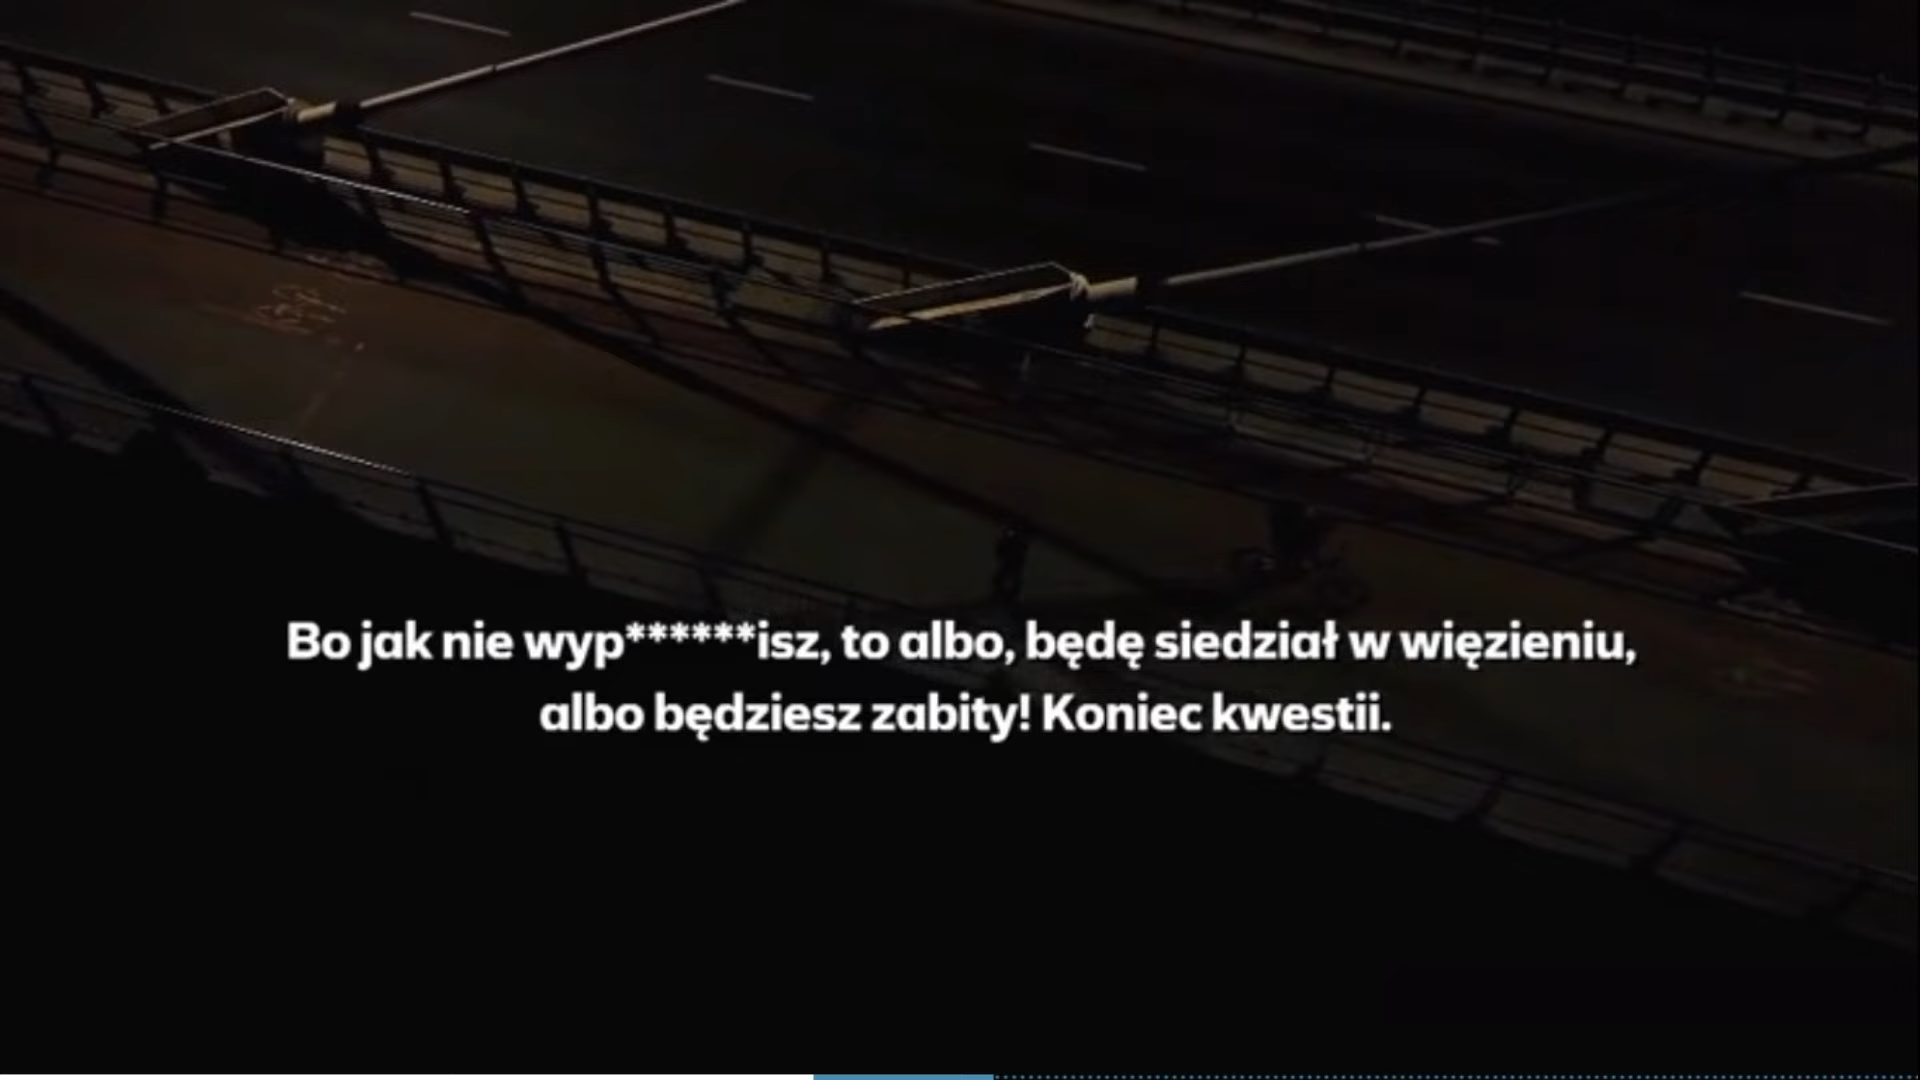 Bo jak nie wyp******isz, to albo, będę siedział w więzieniu,
albo będziesz zabity! Koniec kwestii.